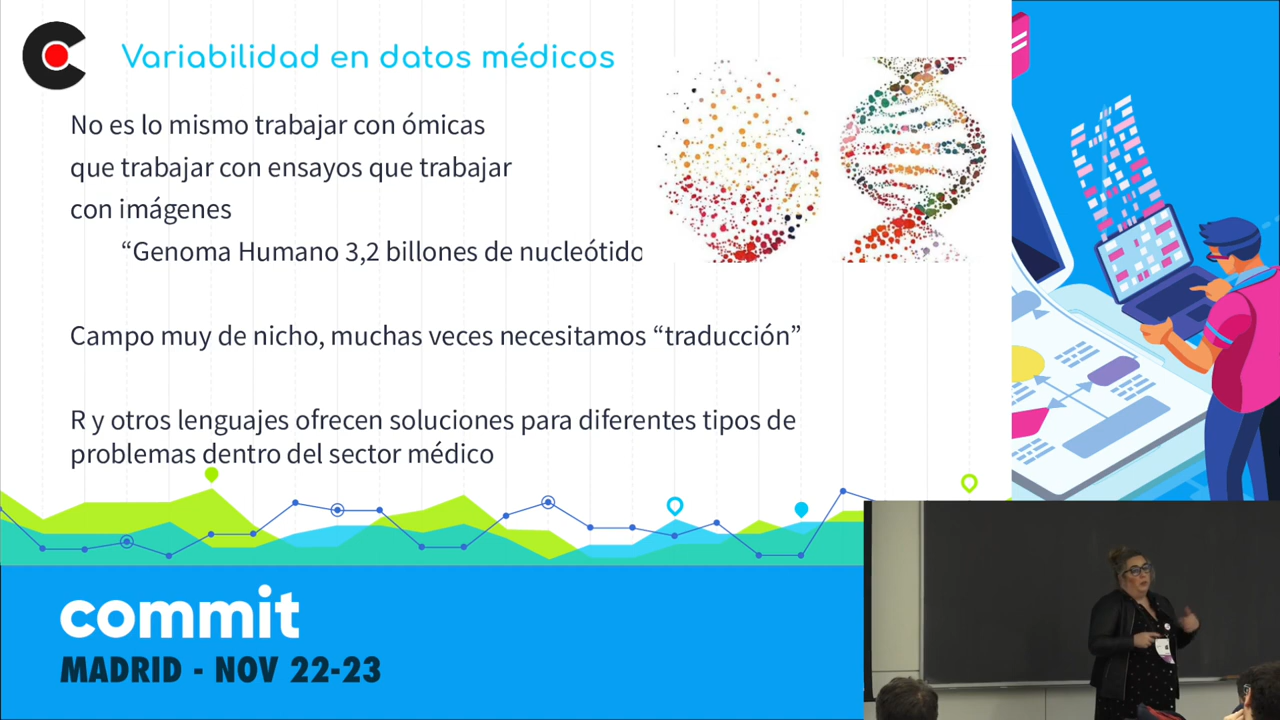 Variabilidad en datos médicos
No es lo mismo trabajar con ómicas
que trabajar con ensayos que trabajar
con imágenes
“Genoma Humano 3,2 billones de nucleótido
Campo muy de nicho, muchas veces necesitamos “traducción”
R y otros lenguajes ofrecen soluciones para diferentes tipos de
problemas dentro del sector médico
commit
MADRID - NOV 22-23